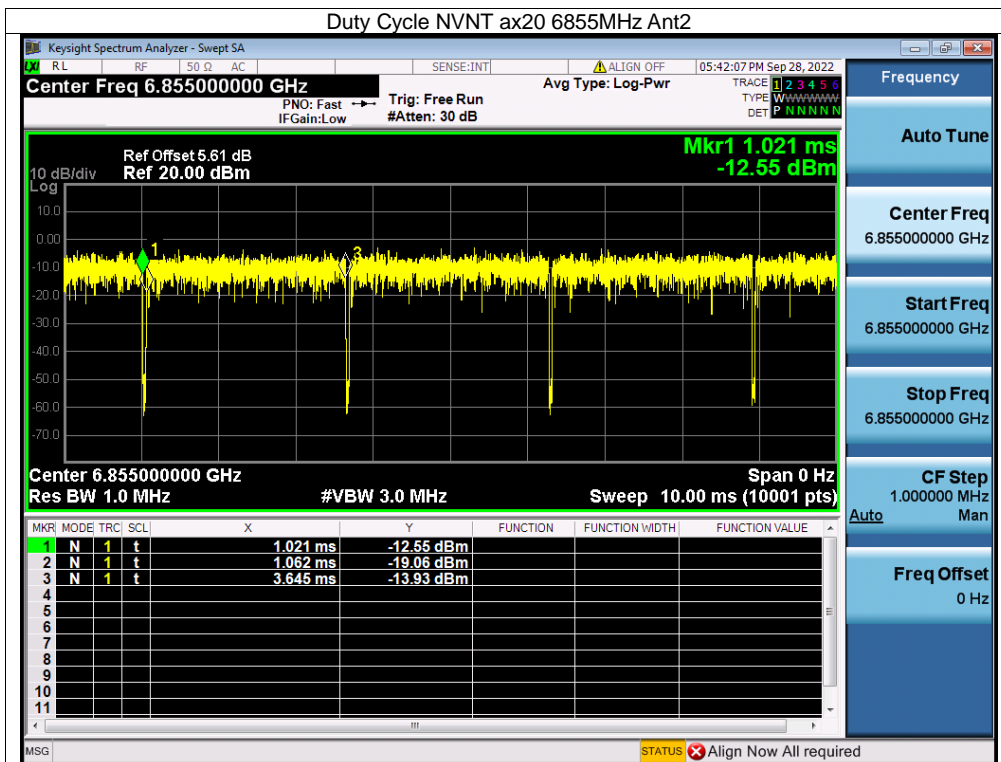 Duty Cycle NVNT ax20 6855MHz Ant2
Keysight Spectrum Analyzer - Swept SA
LXI RL RF 50 Ω AC SENSE:INT ALIGN OFF 05:42:07 PM Sep 28, 2022
Center Freq 6.855000000 GHz
PNO: Fast
IFGain:Low
Trig: Free Run
#Atten: 30 dB
Avg Type: Log-Pwr
TRACE 1 2 3 4 5 6
TYPE WWWWWW
DET P N N N N N
Ref Offset 5.61 dB
10 dB/div Ref 20.00 dBm
Log
Mkr1 1.021 ms
-12.55 dBm
10.0
0.00
-10.0
-20.0
-30.0
-40.0
-50.0
-60.0
-70.0
1
3
Center 6.855000000 GHz Span 0 Hz
Res BW 1.0 MHz #VBW 3.0 MHz Sweep 10.00 ms (10001 pts)
MKR MODE TRC SCL X Y FUNCTION FUNCTION WIDTH FUNCTION VALUE
1 N 1 t 1.021 ms -12.55 dBm
2 N 1 t 1.062 ms -19.06 dBm
3 N 1 t 3.645 ms -13.93 dBm
4
5
6
7
8
9
10
11
MSG STATUS Align Now All required
Frequency
Auto Tune
Center Freq
6.855000000 GHz
Start Freq
6.855000000 GHz
Stop Freq
6.855000000 GHz
CF Step
1.000000 MHz
Auto Man
Freq Offset
0 Hz